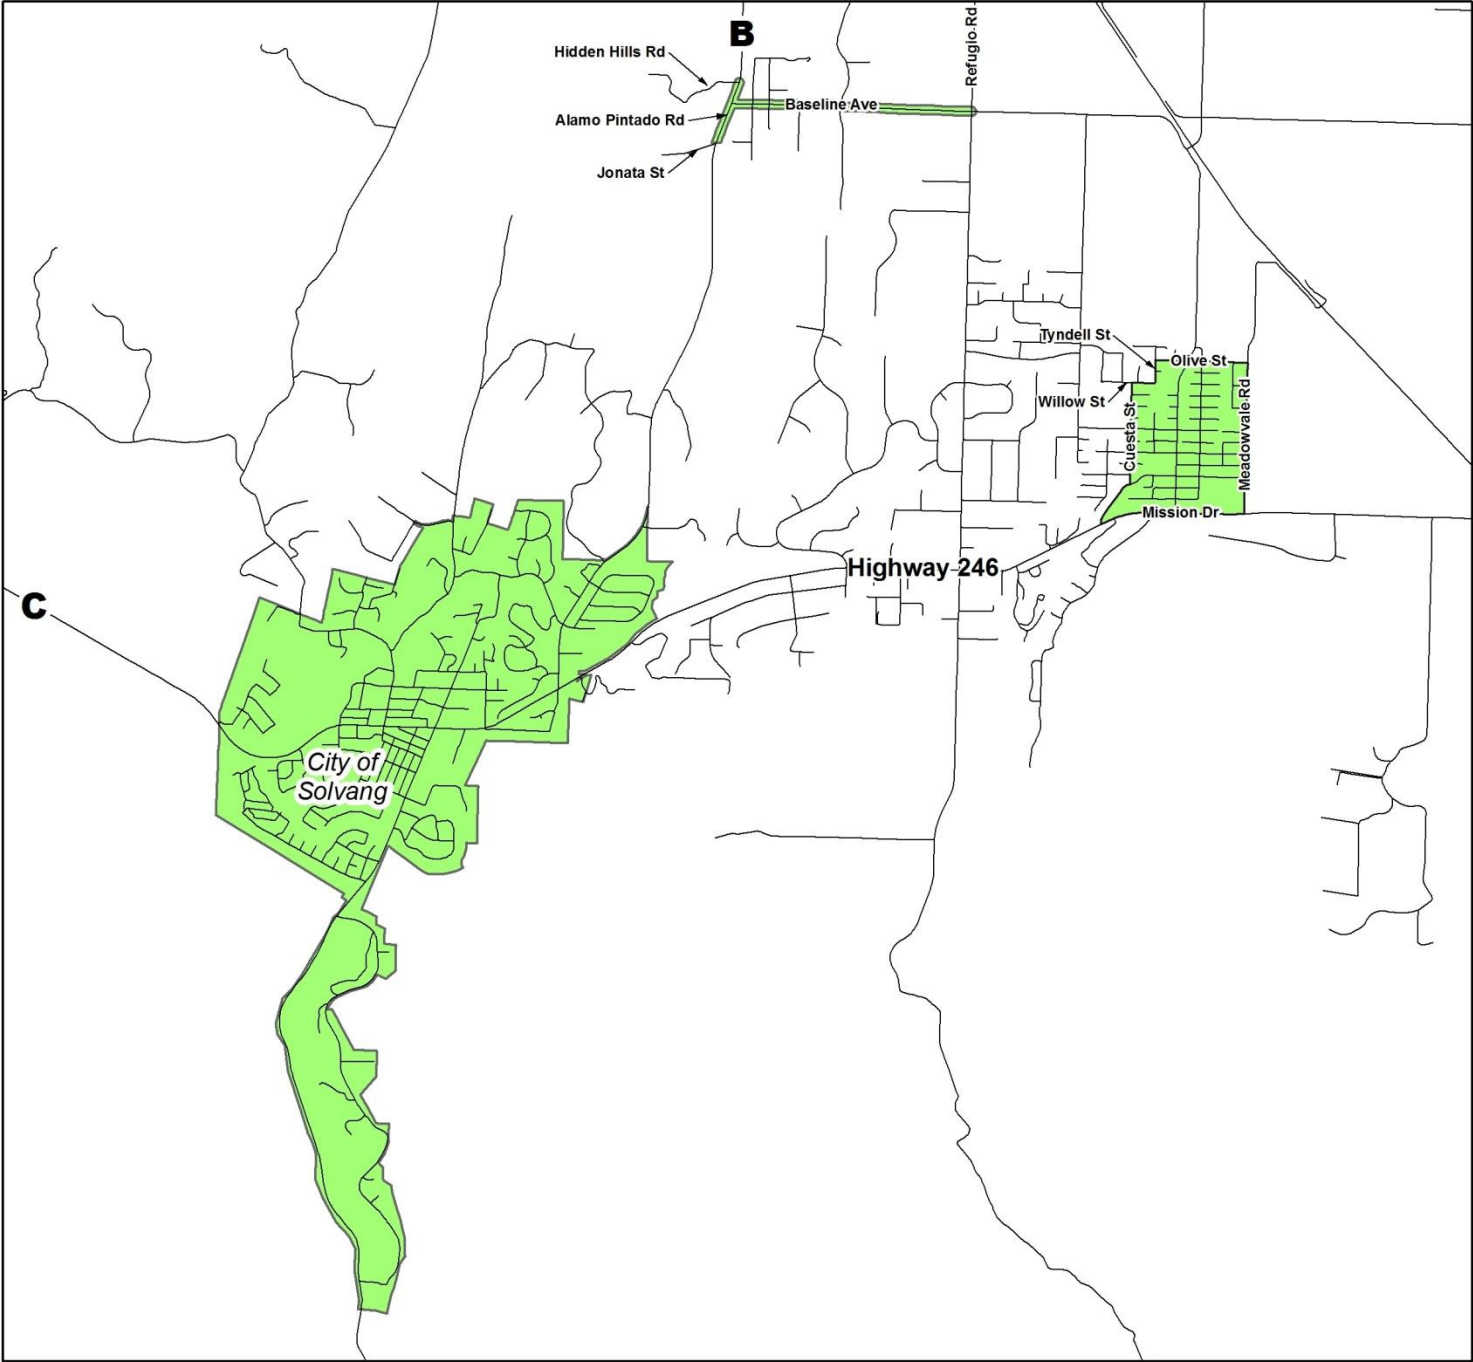 B
Refugio Rd
Hidden Hills Rd
Baseline Ave
Alamo Pintado Rd
Jonata St
Tyndell St
Olive St
Willow St
Cuesta St
Meadowvale Rd
Mission Dr
Highway 246
C
City of
Solvang